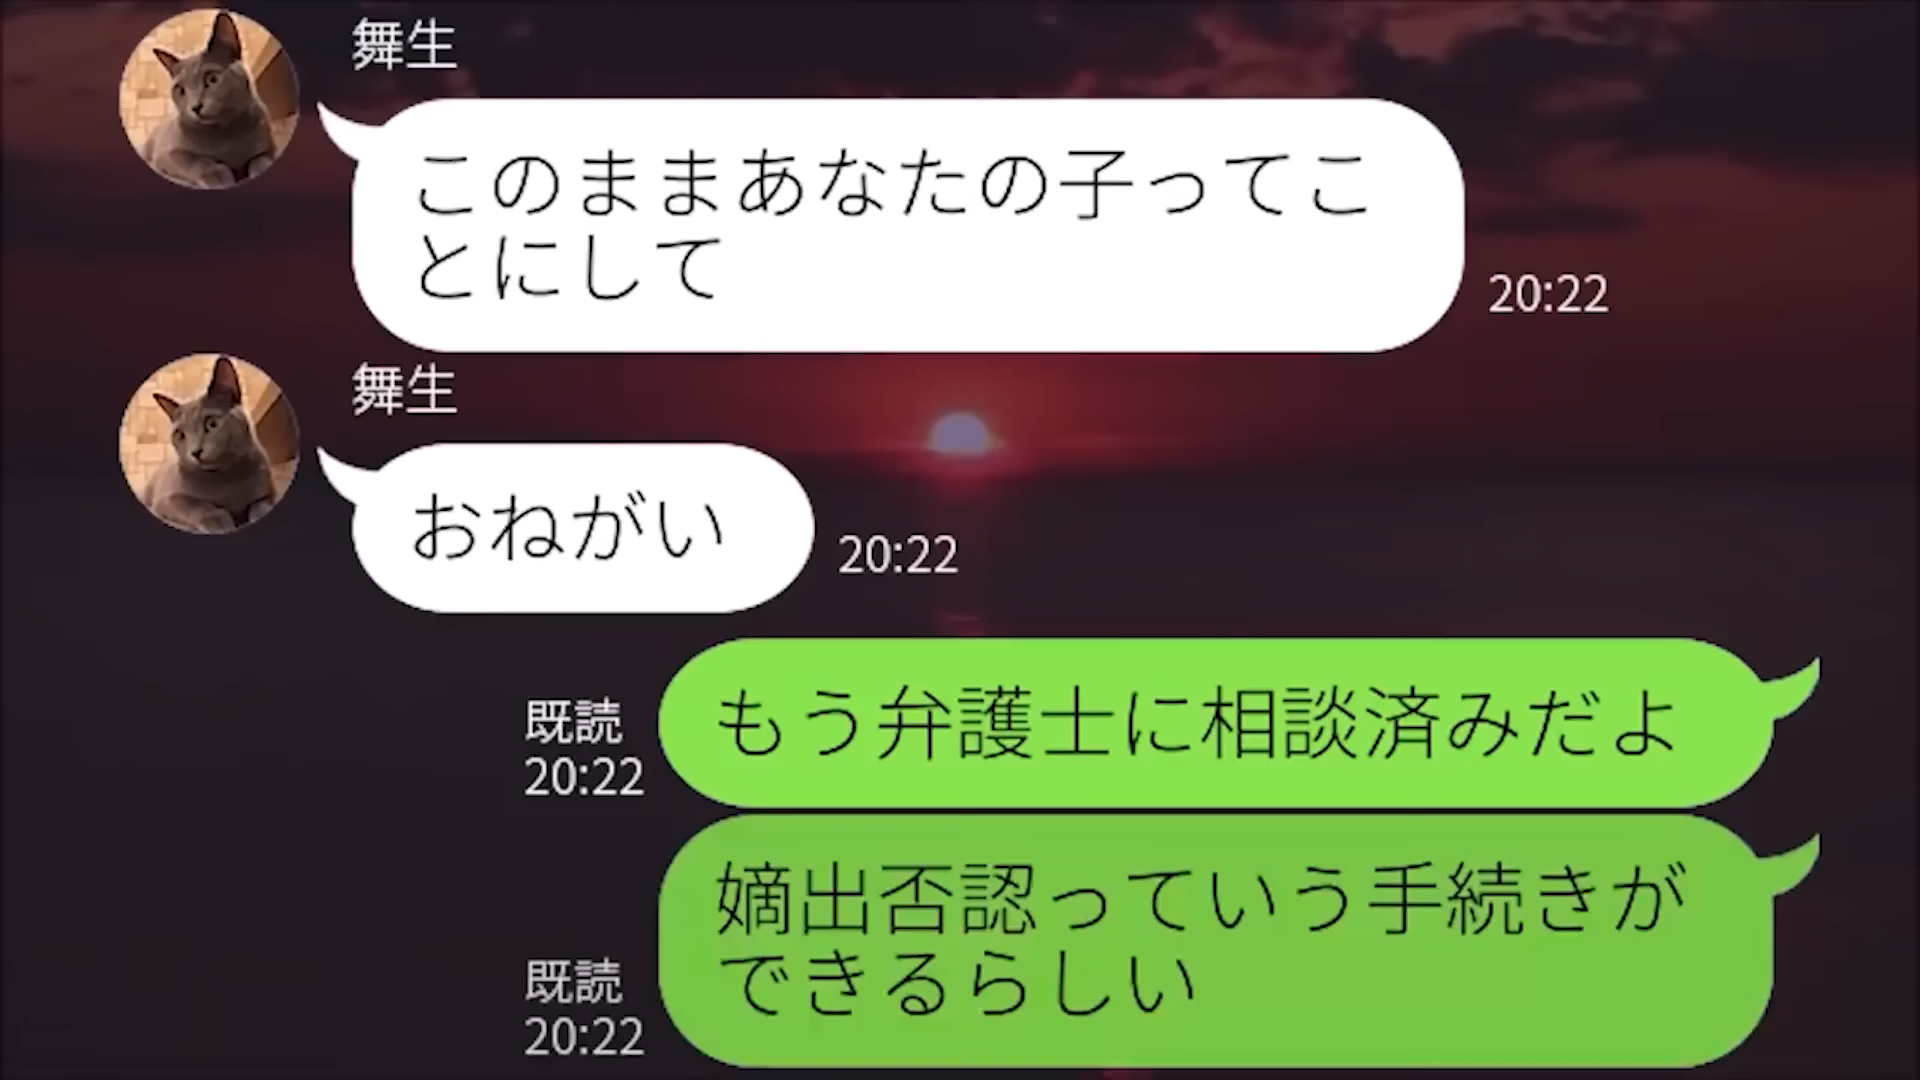 舞生
このままあなたの子ってこ
とにして
20:22
舞生
おねがい
20:22
もう弁護士に相談済みだよ
既読
20:22
嫡出否認っていう手続きが
できるらしい
既読
20:22